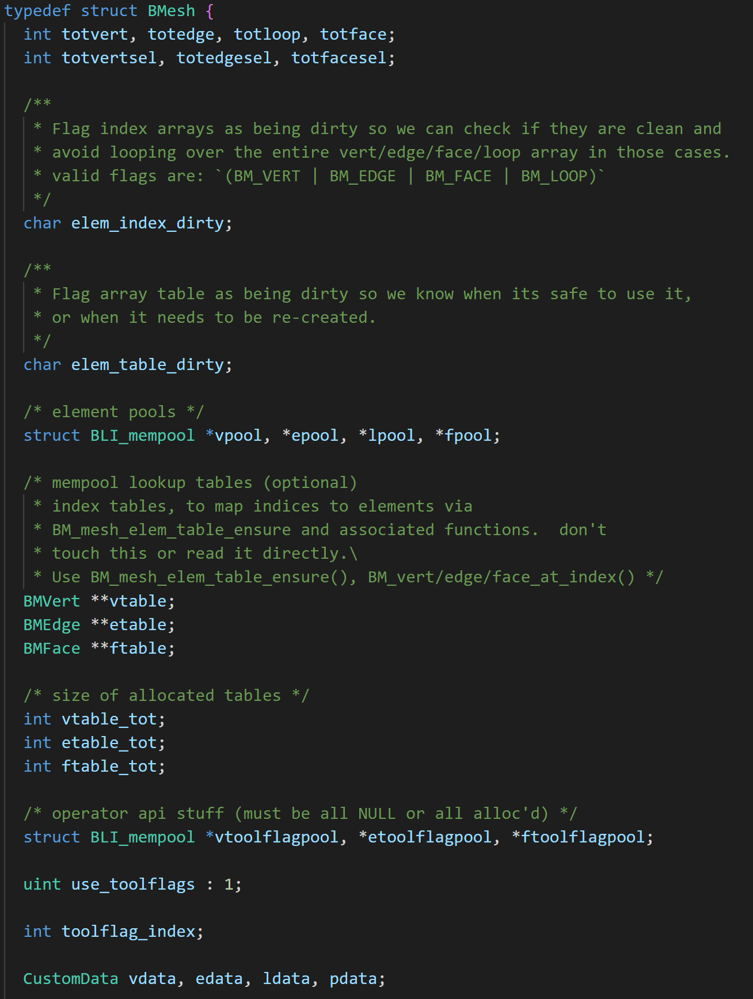 typedef struct BMesh {
  int totvert, totedge, totloop, totface;
  int totvertsel, totedgesel, totfacesel;

  /**
   * Flag index arrays as being dirty so we can check if they are clean and
   * avoid looping over the entire vert/edge/face/loop array in those cases.
   * valid flags are: `(BM_VERT | BM_EDGE | BM_FACE | BM_LOOP)`
   */
  char elem_index_dirty;

  /**
   * Flag array table as being dirty so we know when its safe to use it,
   * or when it needs to be re-created.
   */
  char elem_table_dirty;

  /* element pools */
  struct BLI_mempool *vpool, *epool, *lpool, *fpool;

  /* mempool lookup tables (optional)
   * index tables, to map indices to elements via
   * BM_mesh_elem_table_ensure and associated functions.  don't
   * touch this or read it directly.\
   * Use BM_mesh_elem_table_ensure(), BM_vert/edge/face_at_index() */
  BMVert **vtable;
  BMEdge **etable;
  BMFace **ftable;

  /* size of allocated tables */
  int vtable_tot;
  int etable_tot;
  int ftable_tot;

  /* operator api stuff (must be all NULL or all alloc'd) */
  struct BLI_mempool *vtoolflagpool, *etoolflagpool, *ftoolflagpool;

  uint use_toolflags : 1;

  int toolflag_index;

  CustomData vdata, edata, ldata, pdata;